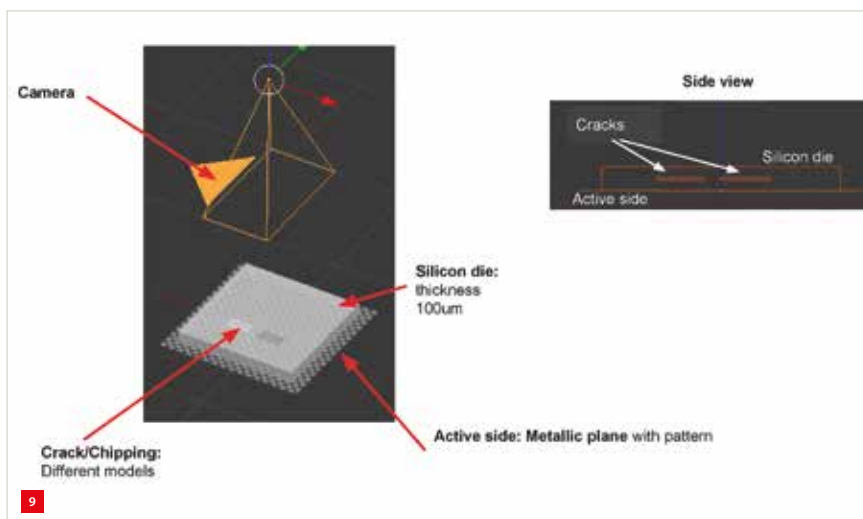 Camera
Side view
Cracks
Silicon die
Active side
Silicon die:
thickness
100um
Active side: Metallic plane with pattern
Crack/Chipping:
Different models
9